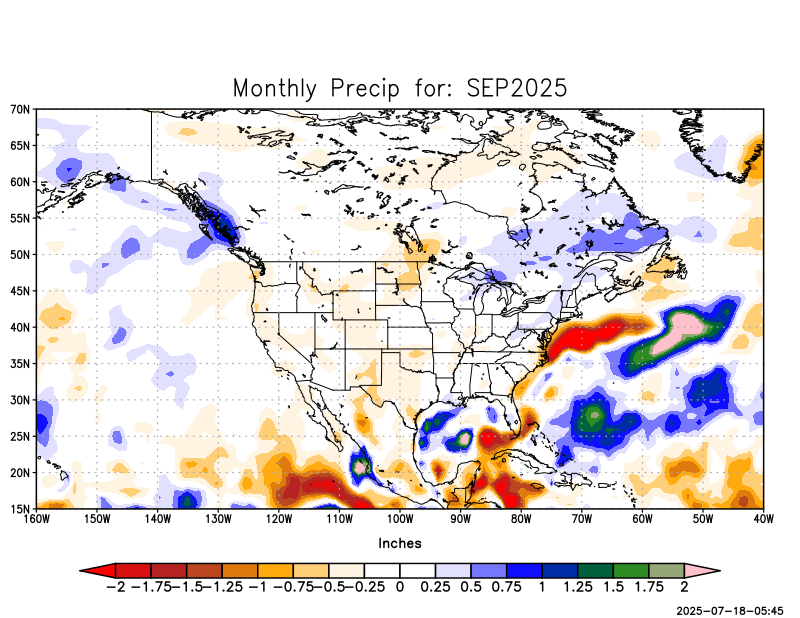 Monthly Precip for: SEP2025
70N
65N
60N
55N
50N
45N
40N
35N
30N
25N
20N
15N
160W 150W 140W 130W 120W 110W 100W 90W 80W 70W 60W 50W 40W
Inches
-2 -1.75 -1.5 -1.25 -1 -0.75 -0.5 -0.25 0 0.25 0.5 0.75 1 1.25 1.5 1.75 2
2025-07-18-05:45